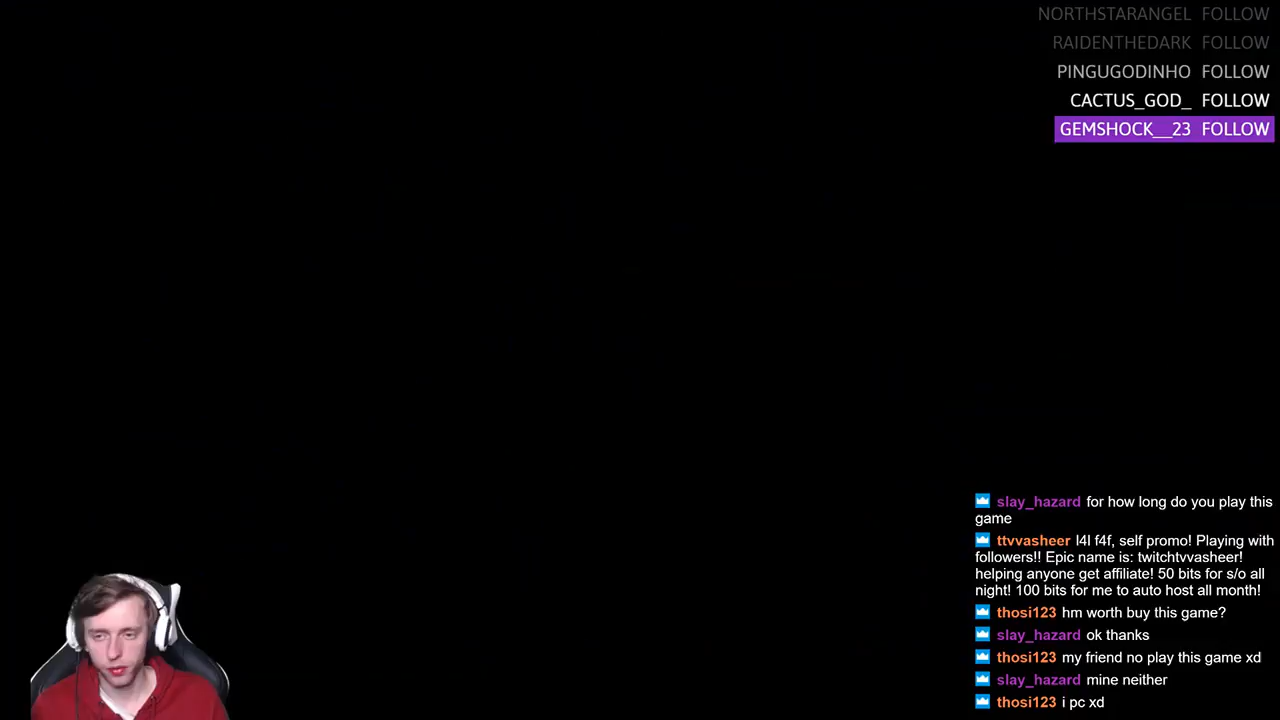 NORTHSTARANGEL FOLLOW
RAIDENTHEDARK FOLLOW
PINGUGODINHO FOLLOW
CACTUS_GOD_ FOLLOW
GEMSHOCK__23 FOLLOW
slay_hazard for how long do you play this
game
ttvvasheer l4l f4f, self promo! Playing with
followers!! Epic name is: twitchtvvasheer!
helping anyone get affiliate! 50 bits for s/o all
night! 100 bits for me to auto host all month!
thosi123 hm worth buy this game?
slay_hazard ok thanks
thosi123 my friend no play this game xd
slay_hazard mine neither
thosi123 i pc xd